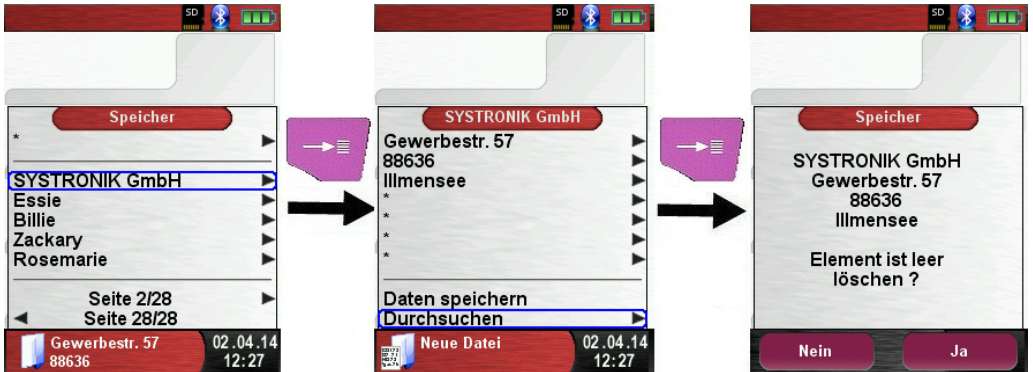 SD
Speicher
*
SYSTRONIK GmbH
Essie
Billie
Zackary
Rosemarie
Seite 2/28
Seite 28/28
Gewerbestr. 57
88636
02.04.14
12:27
SD
SYSTRONIK GmbH
Gewerbestr. 57
88636
Illmensee
*
*
*
*
Daten speichern
Durchsuchen
Neue Datei
02.04.14
12:27
SD
Speicher
SYSTRONIK GmbH
Gewerbestr. 57
88636
Illmensee
Element ist leer
löschen ?
Nein
Ja